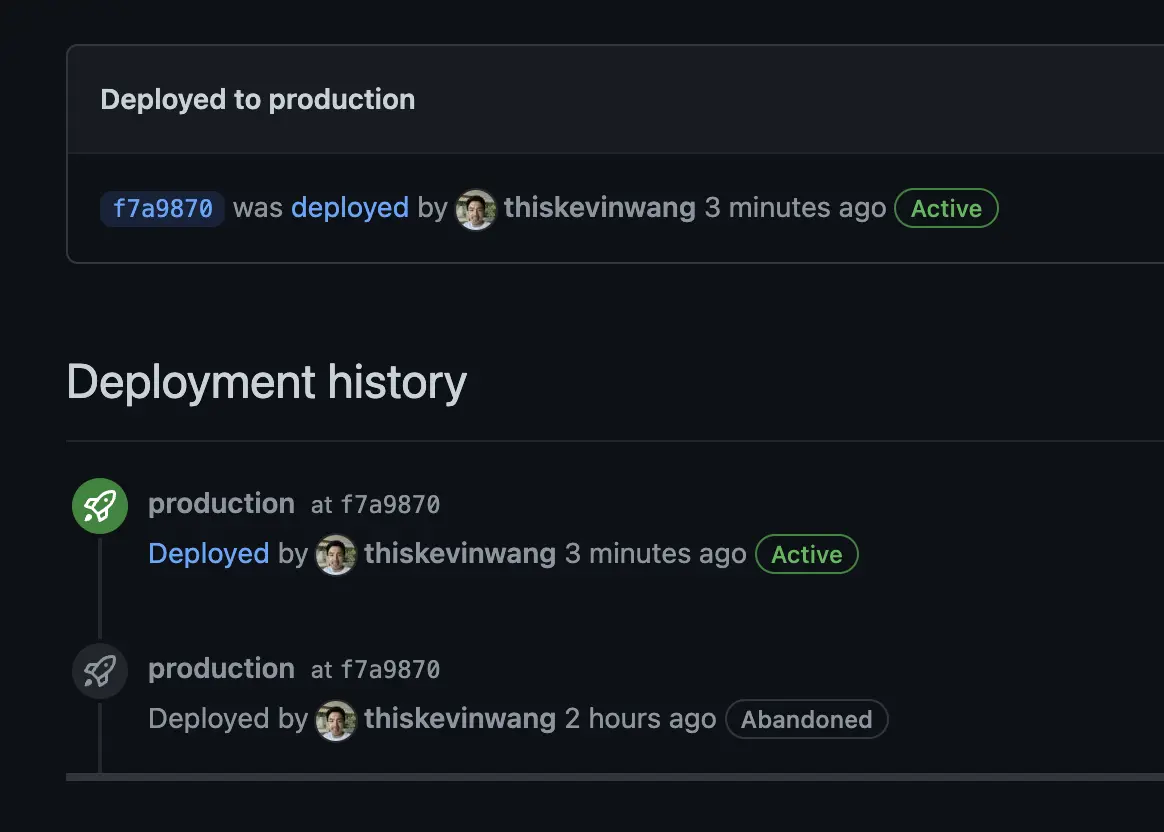 Deployed to production
f7a9870 was deployed by thiskevinwang 3 minutes ago Active
Deployment history
production at f7a9870
Deployed by thiskevinwang 3 minutes ago Active
production at f7a9870
Deployed by thiskevinwang 2 hours ago Abandoned